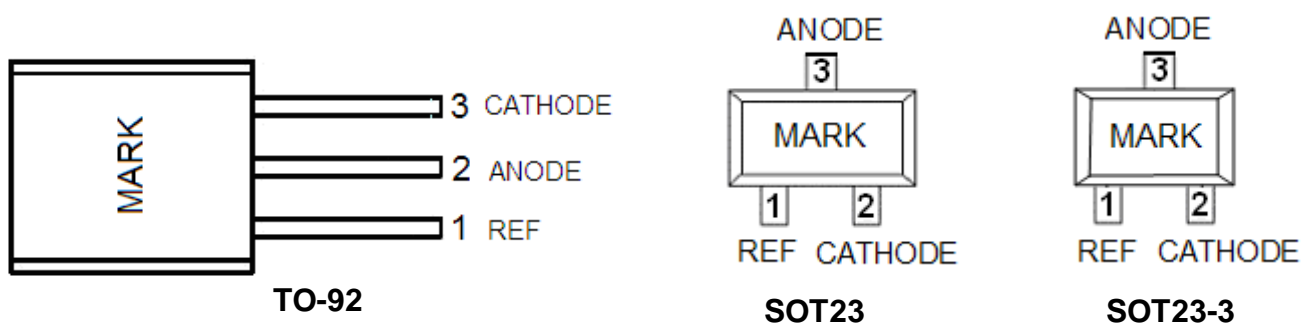 MARK
3 CATHODE
2 ANODE
1 REF
TO-92
ANODE
3
MARK
1 2
REF CATHODE
SOT23
ANODE
3
MARK
1 2
REF CATHODE
SOT23-3